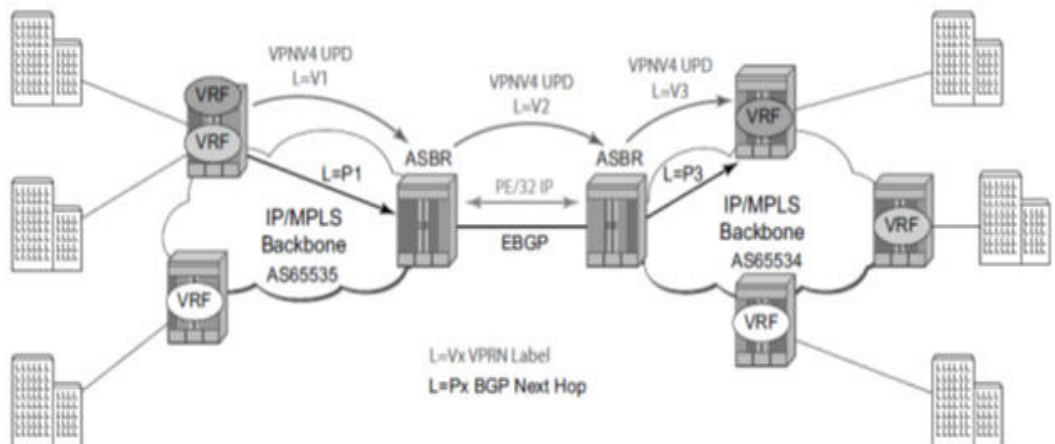 VPNV4 UPD
L=V1
VPNV4 UPD
L=V2
VPNV4 UPD
L=V3
VRF
VRF
VRF
ASBR
ASBR
L=P1
L=P3
PE/32 IP
EBGP
IP/MPLS
Backbone
AS65535
IP/MPLS
Backbone
AS65534
VRF
VRF
VRF
L=Vx VPRN Label
L=Px BGP Next Hop